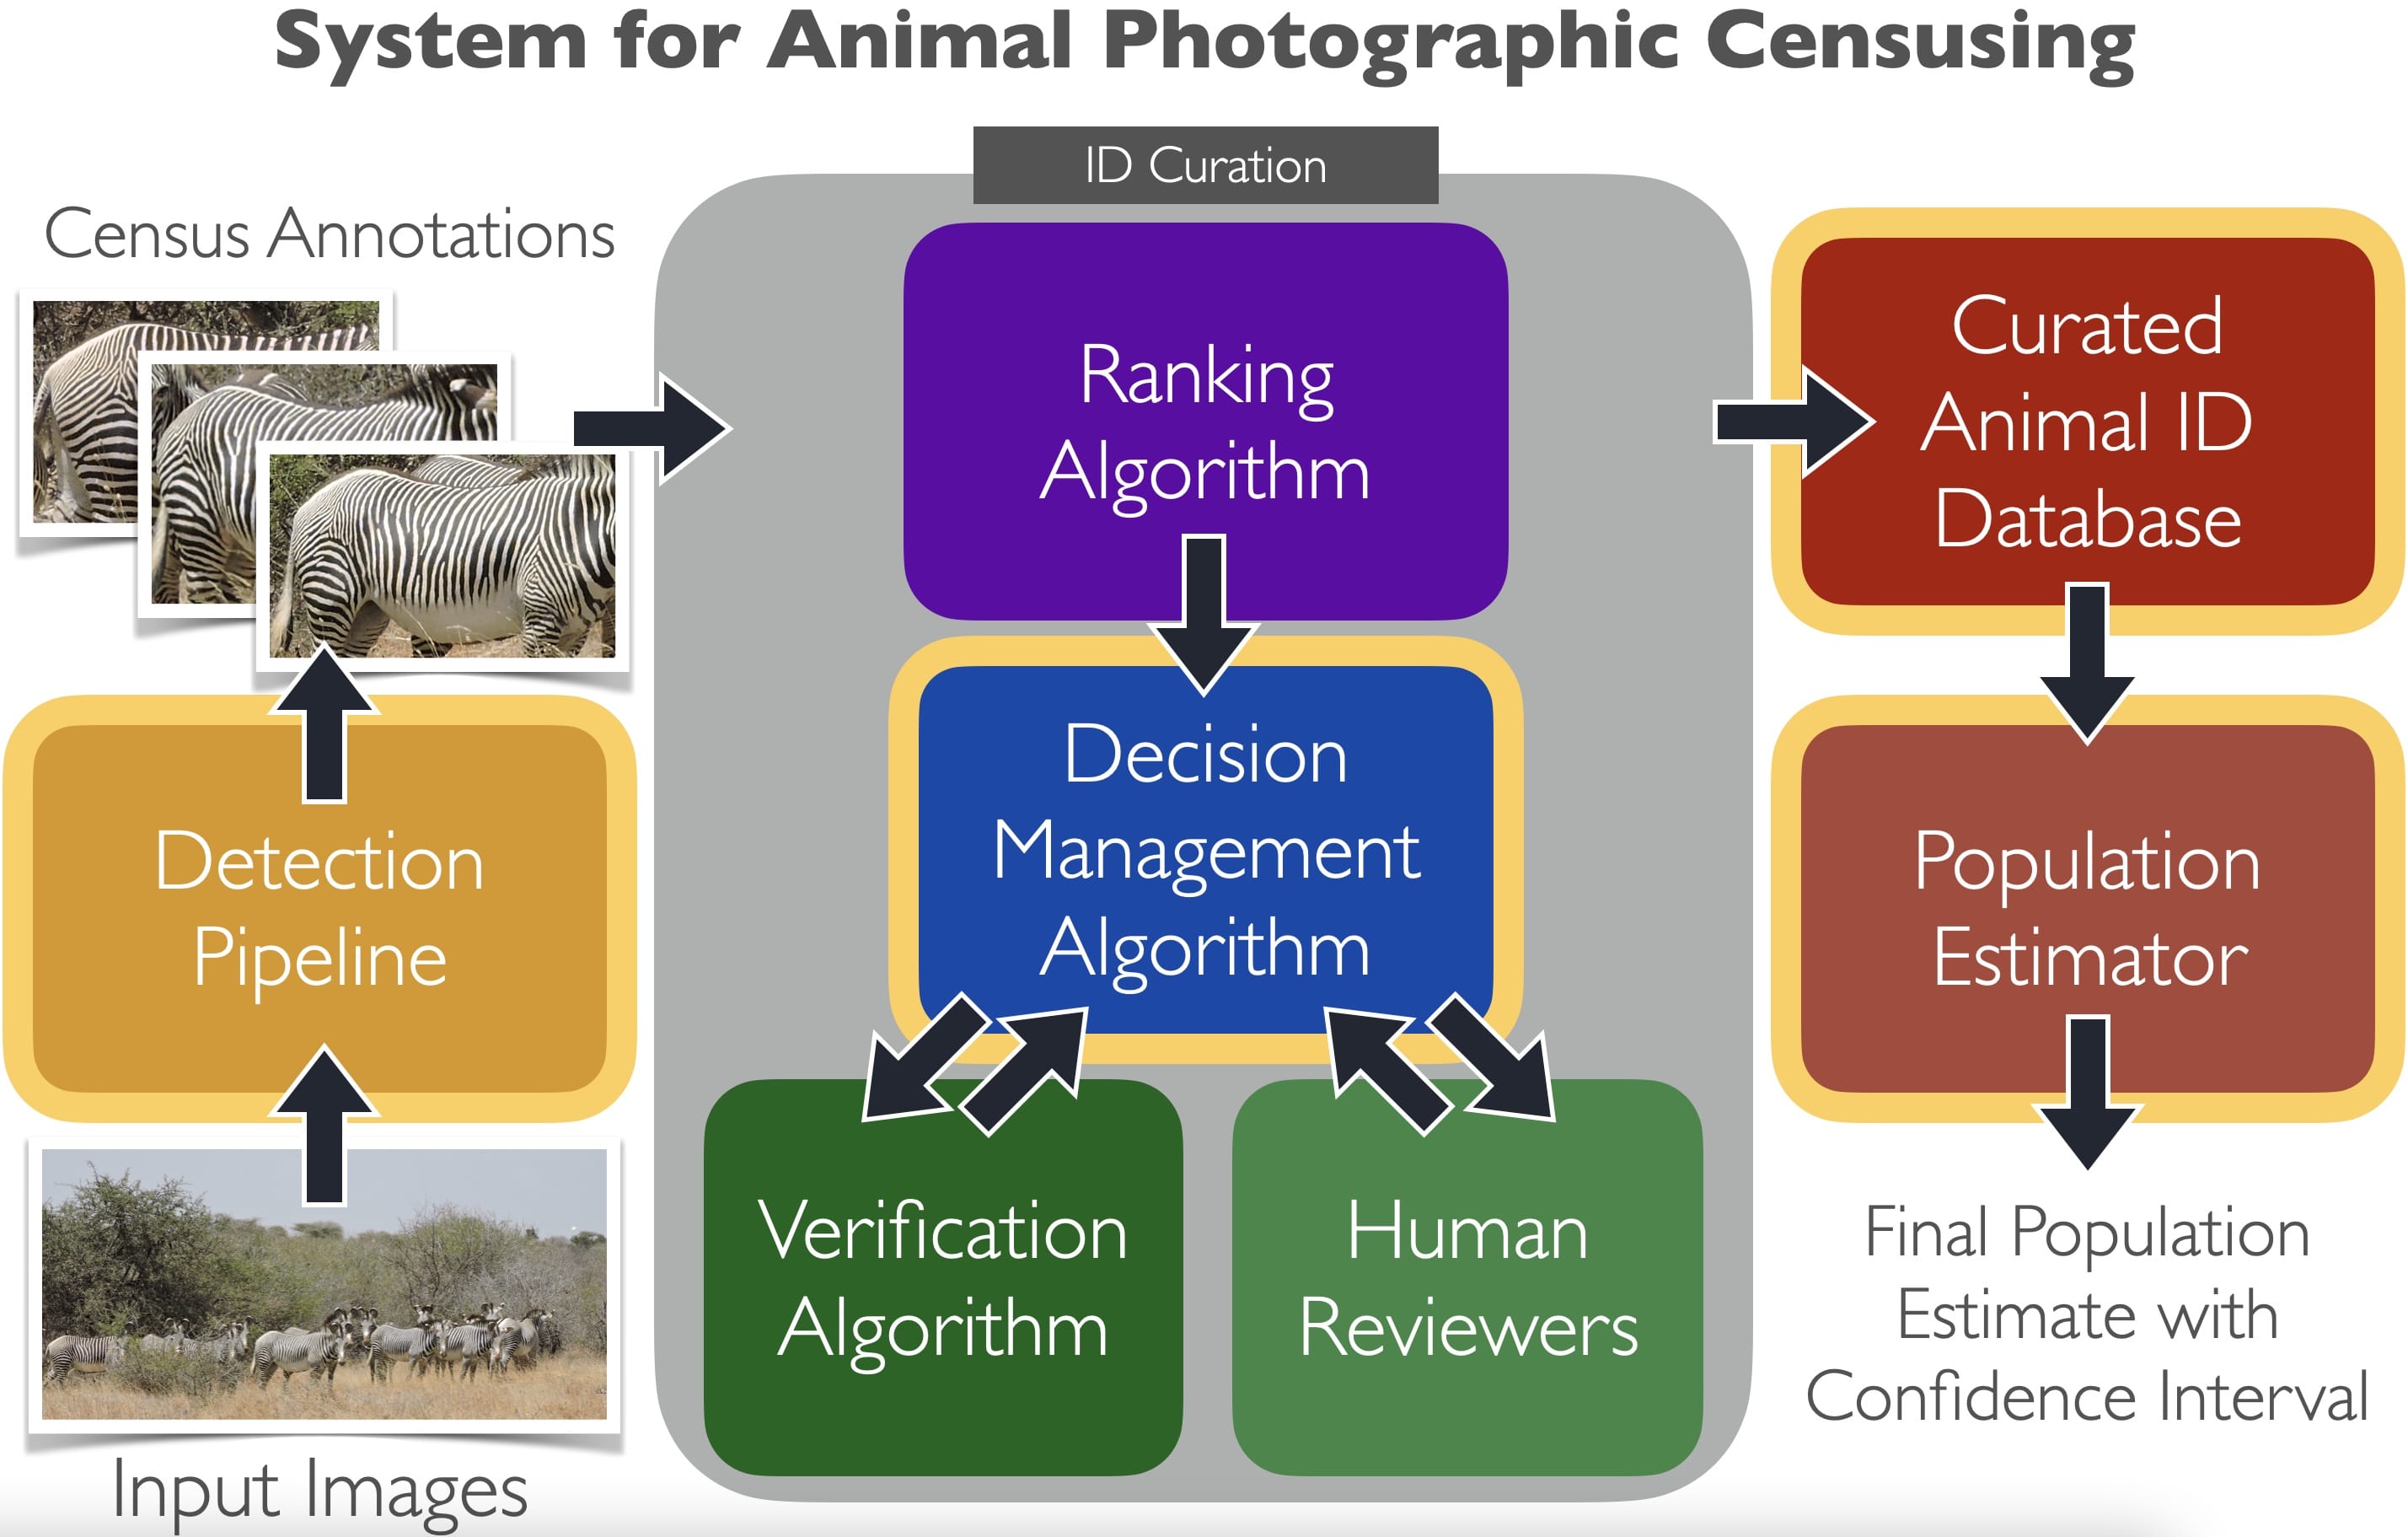 System for Animal Photographic Censusing
ID Curation
Census Annotations
Ranking
Algorithm
Curated
Animal ID
Database
Detection
Pipeline
Decision
Management
Algorithm
Population
Estimator
Verification
Algorithm
Human
Reviewers
Final Population
Estimate with
Confidence Interval
Input Images